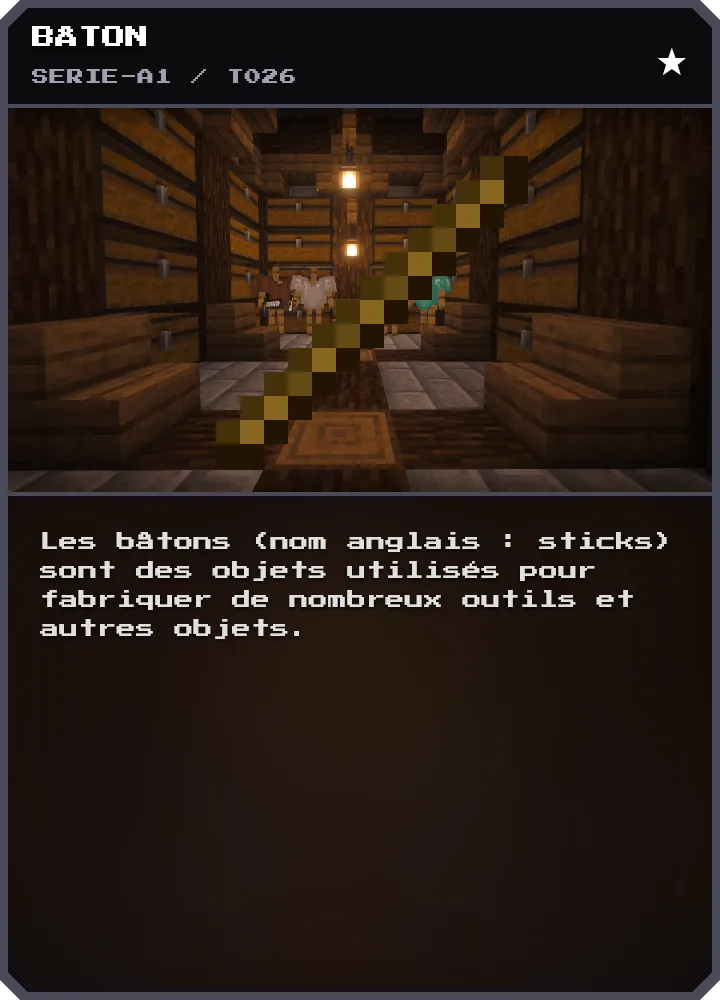 BATON
SERIE-A1 / T026
Les bâtons (nom anglais : sticks)
sont des objets utilisés pour
fabriquer de nombreux outils et
autres objets.